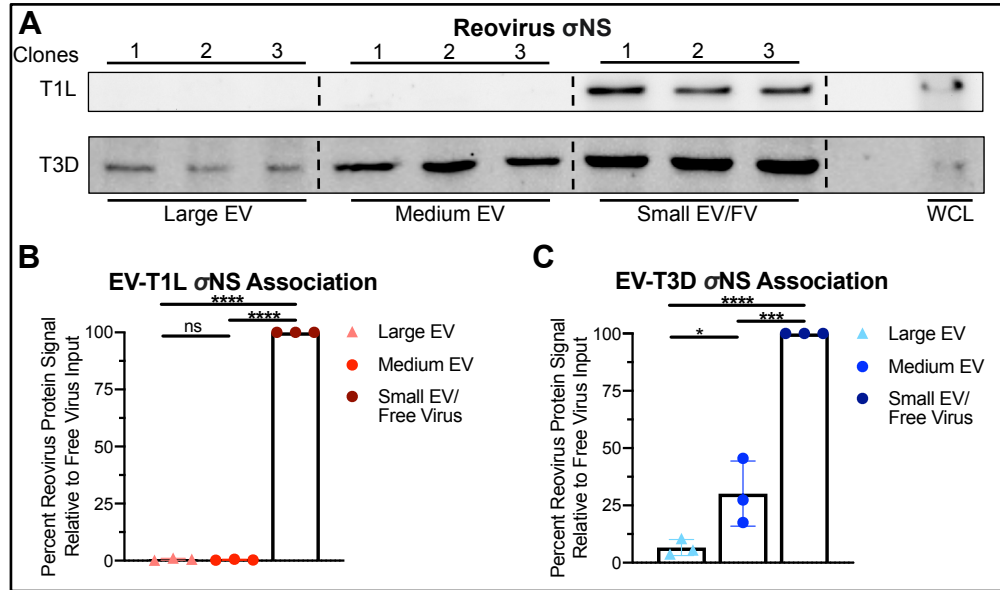 A
Reovirus σNS
Clones 1 2 3 1 2 3 1 2 3
T1L
T3D
Large EV Medium EV Small EV/FV WCL
B
EV-T1L σNS Association
****
ns ****
Percent Reovirus Protein Signal
Relative to Free Virus Input
100
75
50
25
0
Large EV
Medium EV
Small EV/
Free Virus
C
EV-T3D σNS Association
****
* ***
Percent Reovirus Protein Signal
Relative to Free Virus Input
100
75
50
25
0
Large EV
Medium EV
Small EV/
Free Virus